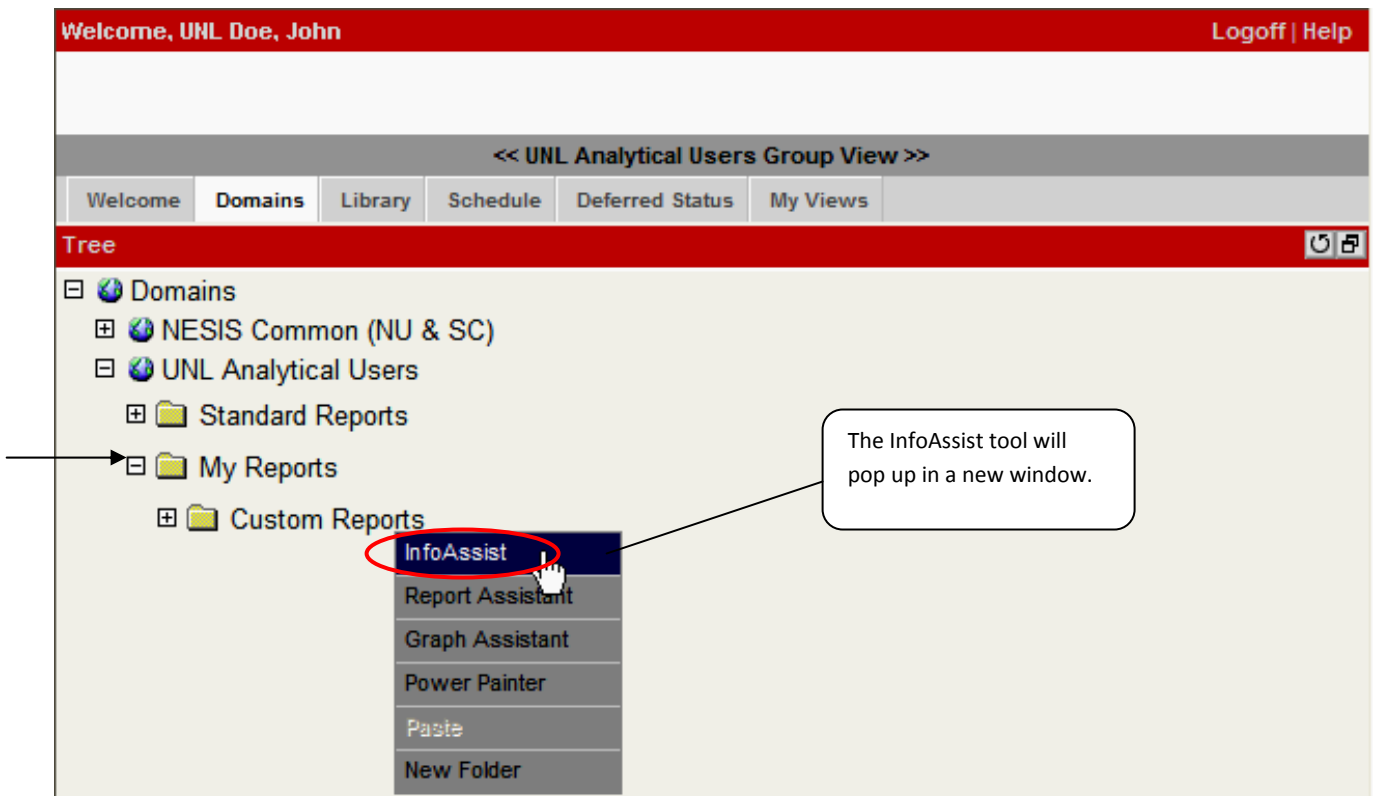 Welcome, UNL Doe, John
Logoff | Help
<< UNL Analytical Users Group View >>
Welcome Domains Library Schedule Deferred Status My Views
Tree
Domains
NESIS Common (NU & SC)
UNL Analytical Users
Standard Reports
My Reports
Custom Reports
The InfoAssist tool will
pop up in a new window.
InfoAssist
Report Assistant
Graph Assistant
Power Painter
Paste
New Folder